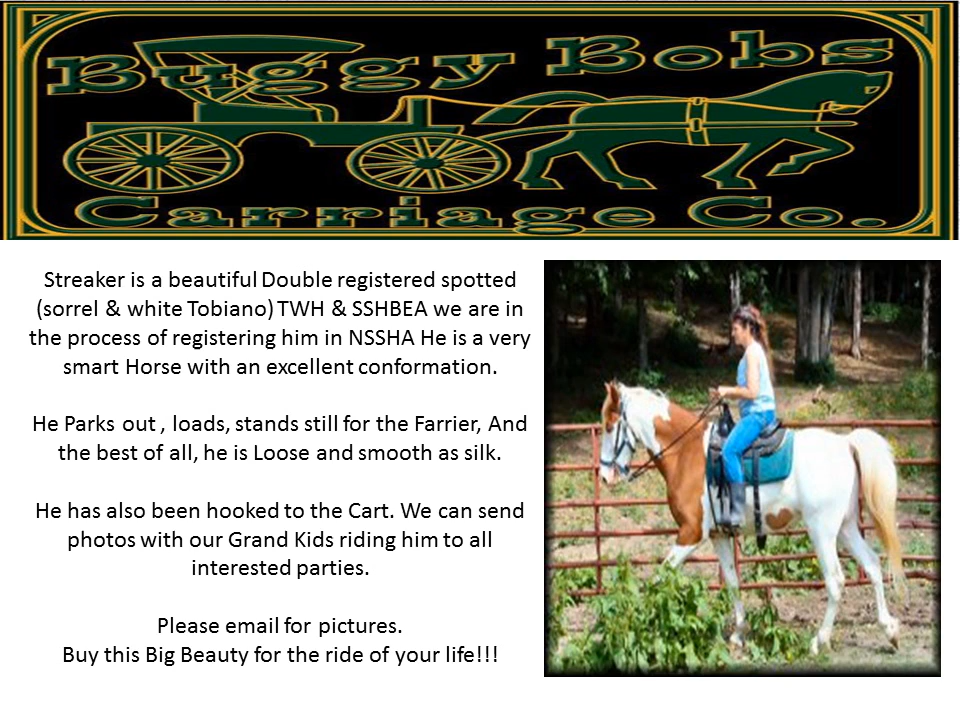 Buggy Bobs
Carriage Co.
Streaker is a beautiful Double registered spotted
(sorrel & white Tobiano) TWH & SSHBEA we are in
the process of registering him in NSSHA He is a very
smart Horse with an excellent conformation.
He Parks out , loads, stands still for the Farrier, And
the best of all, he is Loose and smooth as silk.
He has also been hooked to the Cart. We can send
photos with our Grand Kids riding him to all
interested parties.
Please email for pictures.
Buy this Big Beauty for the ride of your life!!!